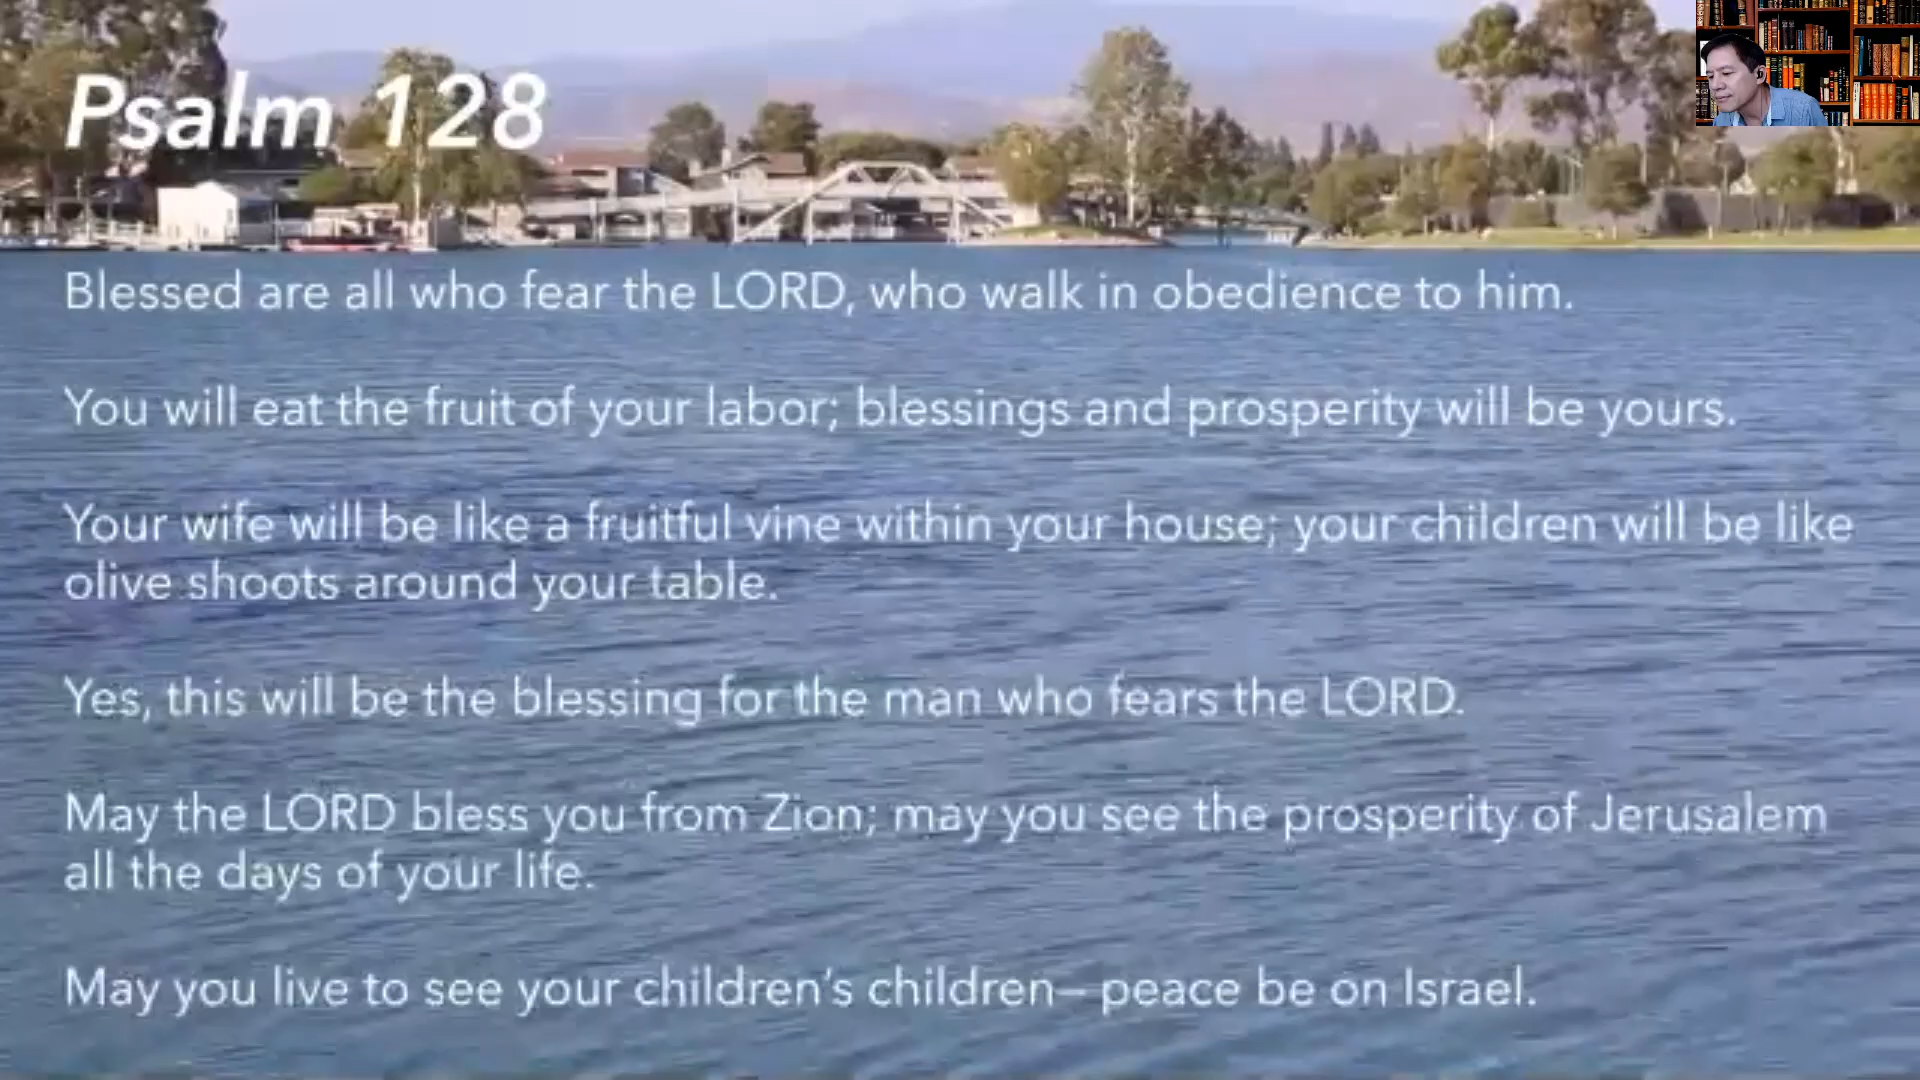 Psalm 128
Blessed are all who fear the LORD, who walk in obedience to him.
You will eat the fruit of your labor; blessings and prosperity will be yours.
Your wife will be like a fruitful vine within your house; your children will be like
olive shoots around your table.
Yes, this will be the blessing for the man who fears the LORD.
May the LORD bless you from Zion; may you see the prosperity of Jerusalem
all the days of your life.
May you live to see your children’s children– peace be on Israel.